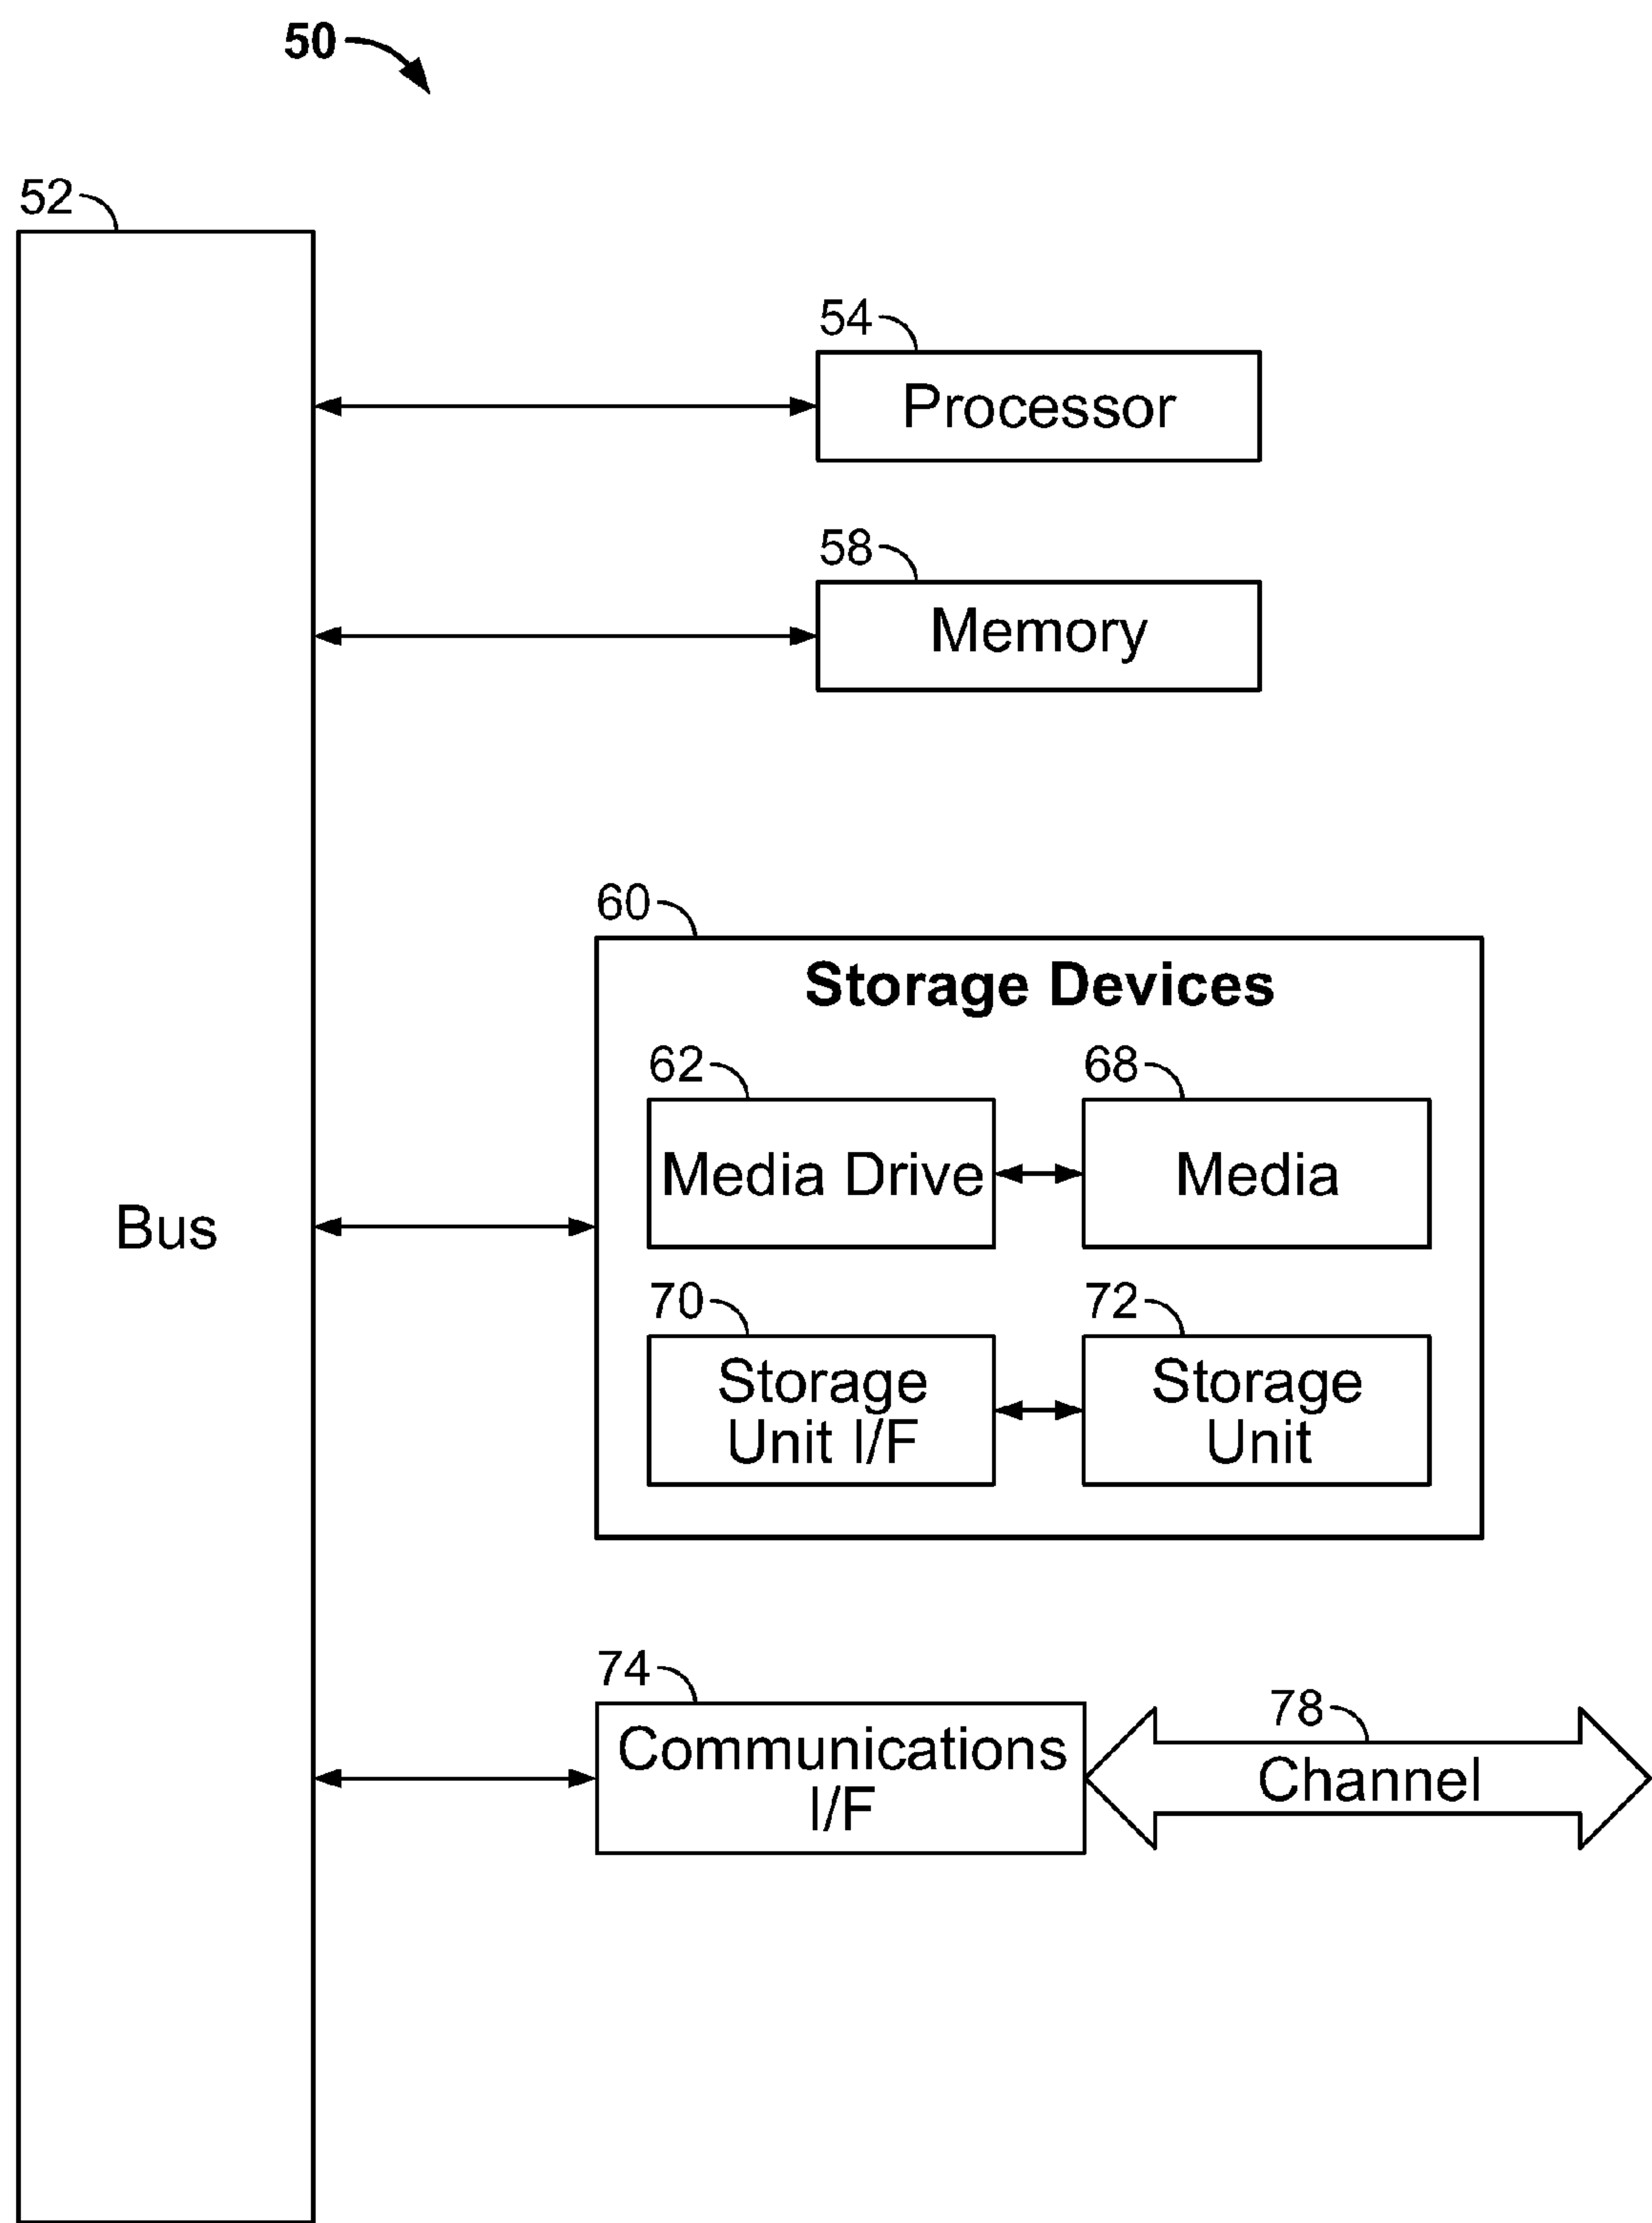 50
52
54
Processor
58
Memory
60
Storage Devices
62
68
Media Drive
Media
Bus
70
72
Storage
Unit I/F
Storage
Unit
74
Communications
I/F
78
Channel